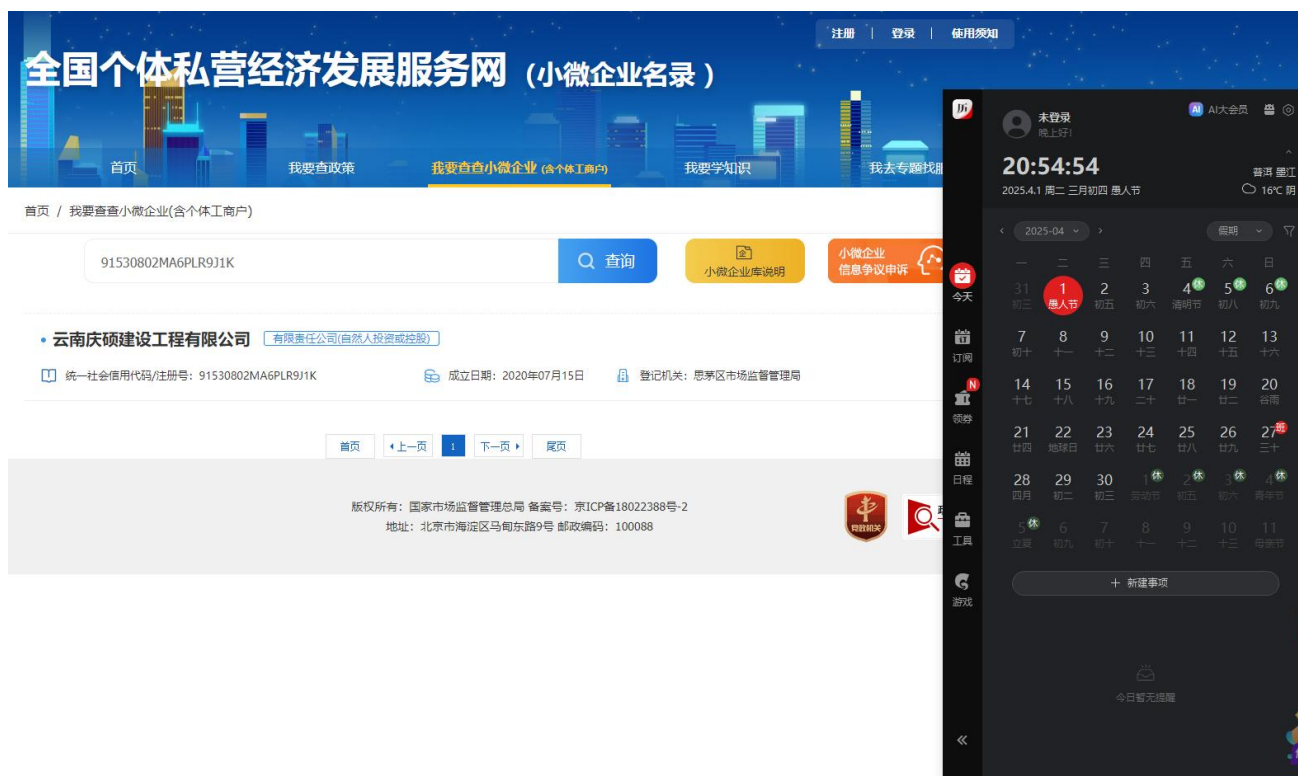 注册 | 登录 | 使用须知
全国个体私营经济发展服务网（小微企业名录）
首页 我要查政策 我要查查小微企业 (含个体工商户) 我要学知识 我去专题找服
首页 / 我要查查小微企业(含个体工商户)
91530802MA6PLR9J1K 查询 小微企业库说明 小微企业
信息争议申诉
云南庆硕建设工程有限公司 有限责任公司(自然人投资或控股)
统一社会信用代码/注册号：91530802MA6PLR9J1K 成立日期：2020年07月15日 登记机关：思茅区市场监督管理局
首页 上一页 1 下一页 尾页
版权所有：国家市场监督管理总局 备案号：京ICP备18022388号-2
地址：北京市海淀区马甸东路9号 邮政编码：100088
党政机关
历
今天
订阅
N
领券
日程
工具
游戏
未登录
晚上好!
AI AI大会员
20:54:54
普洱 墨江
2025.4.1 周二 三月初四 愚人节 16℃ 阴
2025-04 假期
一 二 三 四 五 六 日
31 1 2 3 4休 5休 6休
初三 愚人节 初五 初六 清明节 初八 初九
7 8 9 10 11 12 13
初十 十一 十二 十三 十四 十五 十六
14 15 16 17 18 19 20
十七 十八 十九 二十 廿一 廿二 谷雨
21 22 23 24 25 26 27班
廿四 地球日 廿六 廿七 廿八 廿九 三十
28 29 30 1休 2休 3休 4休
四月 初二 初三 劳动节 初五 初六 青年节
5休 6 7 8 9 10 11
立夏 初九 初十 十一 十二 十三 母亲节
+ 新建事项
今日暂无提醒